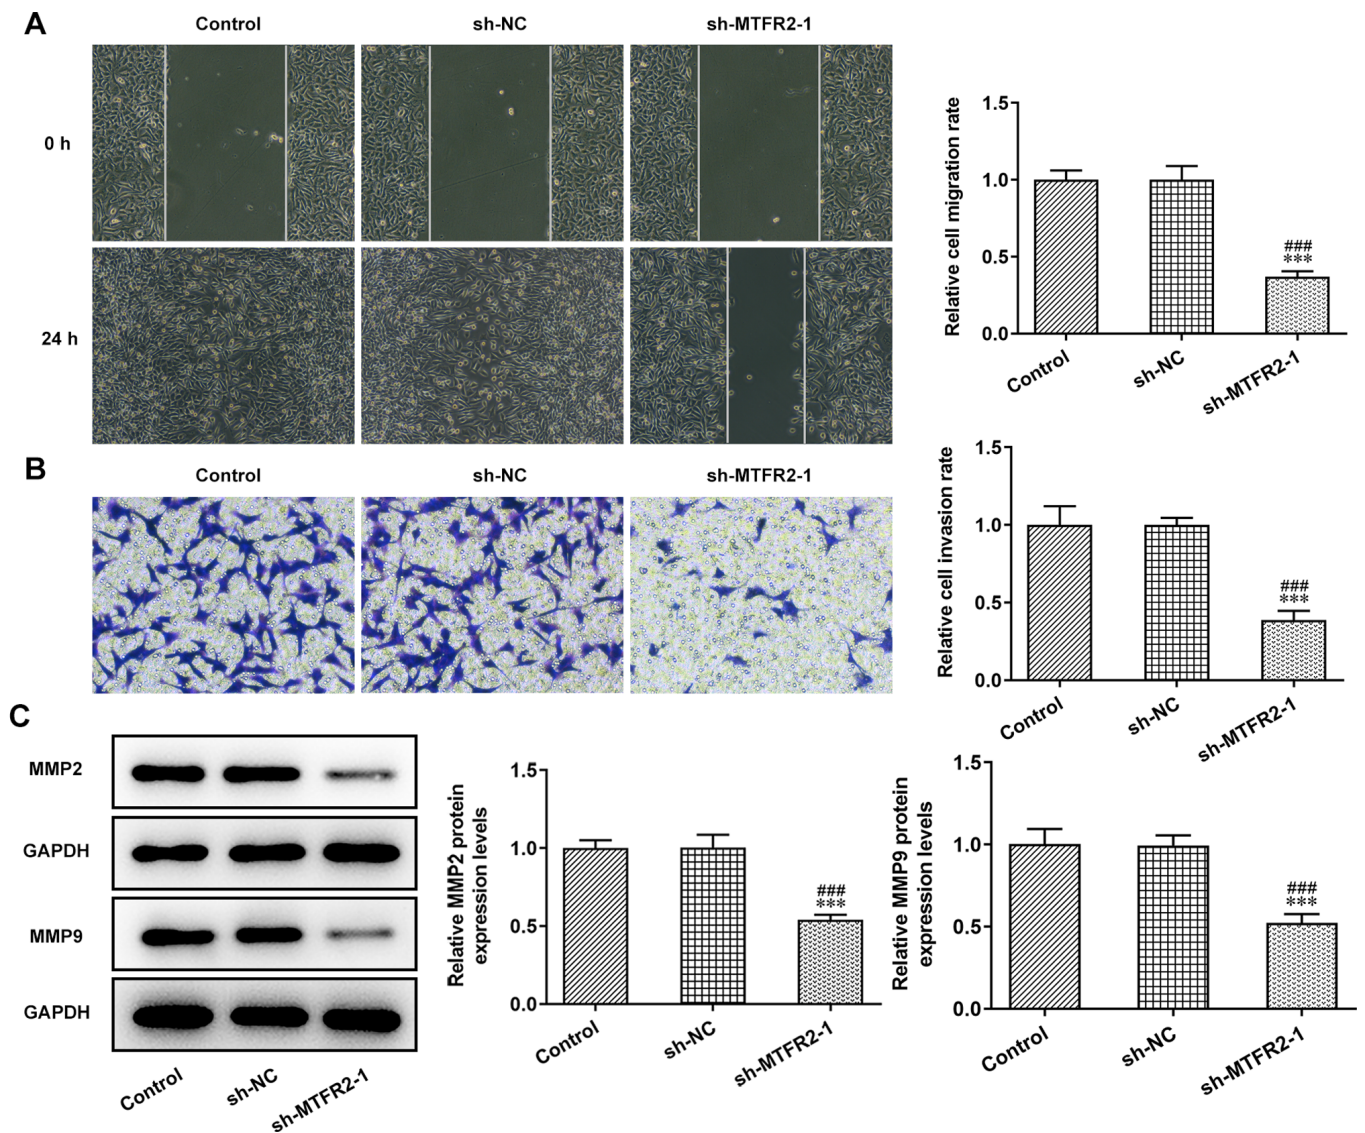 A
Control
sh-NC
sh-MTFR2-1
0 h
24 h
Relative cell migration rate
1.5
1.0
0.5
0.0
###
***
Control
sh-NC
sh-MTFR2-1
B
Control
sh-NC
sh-MTFR2-1
Relative cell invasion rate
1.5
1.0
0.5
0.0
###
***
Control
sh-NC
sh-MTFR2-1
C
MMP2
GAPDH
MMP9
GAPDH
Control
sh-NC
sh-MTFR2-1
Relative MMP2 protein
expression levels
1.5
1.0
0.5
0.0
###
***
Control
sh-NC
sh-MTFR2-1
Relative MMP9 protein
expression levels
1.5
1.0
0.5
0.0
###
***
Control
sh-NC
sh-MTFR2-1